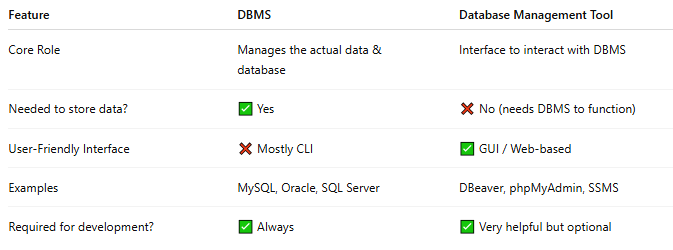 Feature DBMS Database Management Tool
Core Role Manages the actual data & Interface to interact with DBMS
database
Needed to store data? ✅ Yes ❌ No (needs DBMS to function)
User-Friendly Interface ❌ Mostly CLI ✅ GUI / Web-based
Examples MySQL, Oracle, SQL Server DBeaver, phpMyAdmin, SSMS
Required for development? ✅ Always ✅ Very helpful but optional